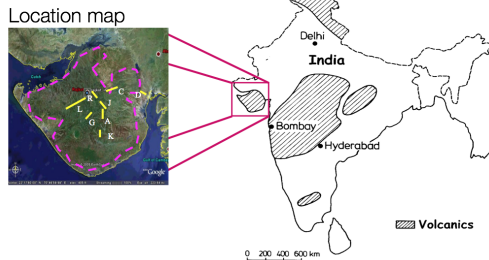 Location map
Delhi
India
C
D
R
J
L
G
A
K
Google
Bombay
Hyderabad
Volcanics
0 200 400 600 km